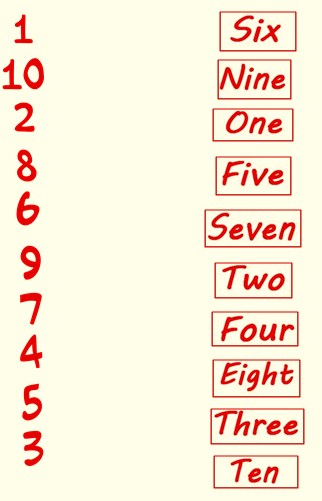 1 Six
10 Nine
2 One
8 Five
6 Seven
9 Two
7 Four
4 Eight
5 Three
3 Ten